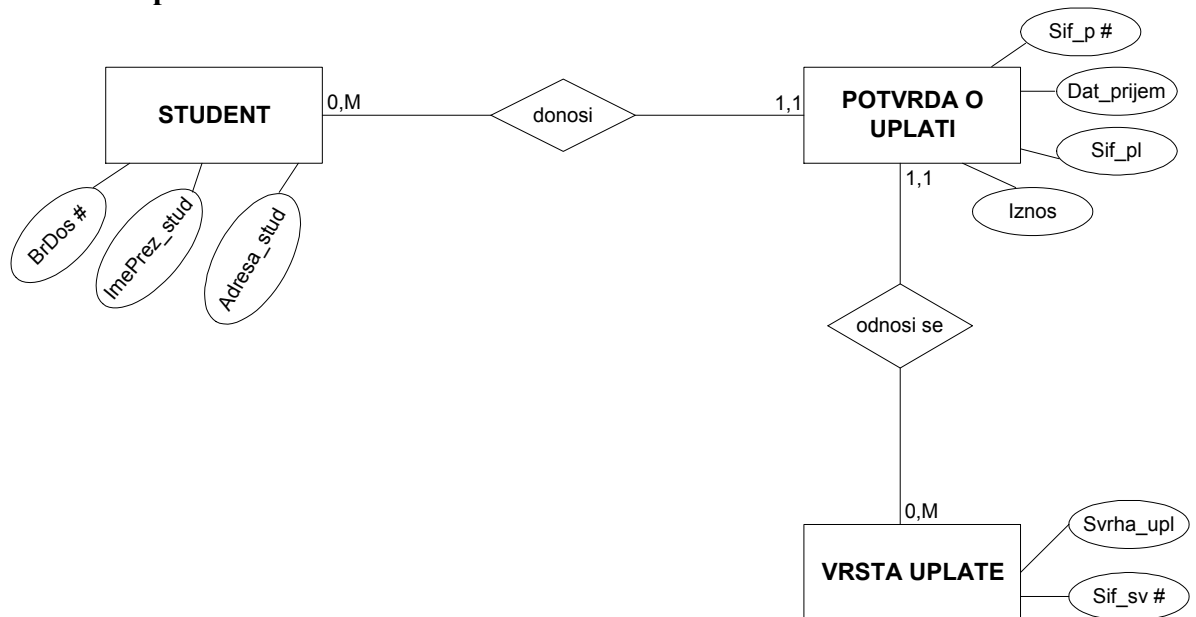 Sif_p #
STUDENT
0,M
donosi
1,1
POTVRDA O
UPLATI
Dat_prijem
Sif_pl
Iznos
BrDos #
ImePrez_stud
Adresa_stud
1,1
odnosi se
0,M
VRSTA UPLATE
Svrha_upl
Sif_sv #